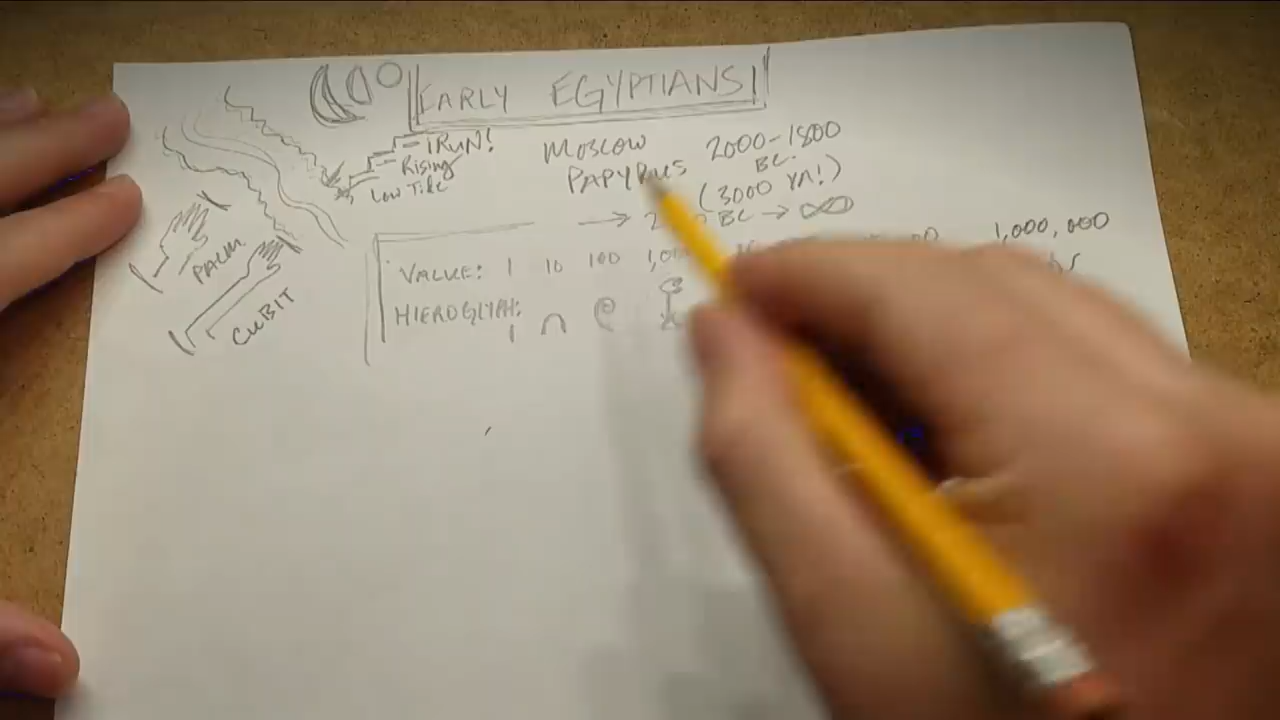 EARLY EGYPTIANS
RUN!
Rising
Low Tide
MOSCOW
PAPYRUS
2000-1800
BC.
(3000 YA!)
→ BC → ∞
PALM
CUBIT
VALUE: 1 10 100 1,000,000
HIEROGLYPH: